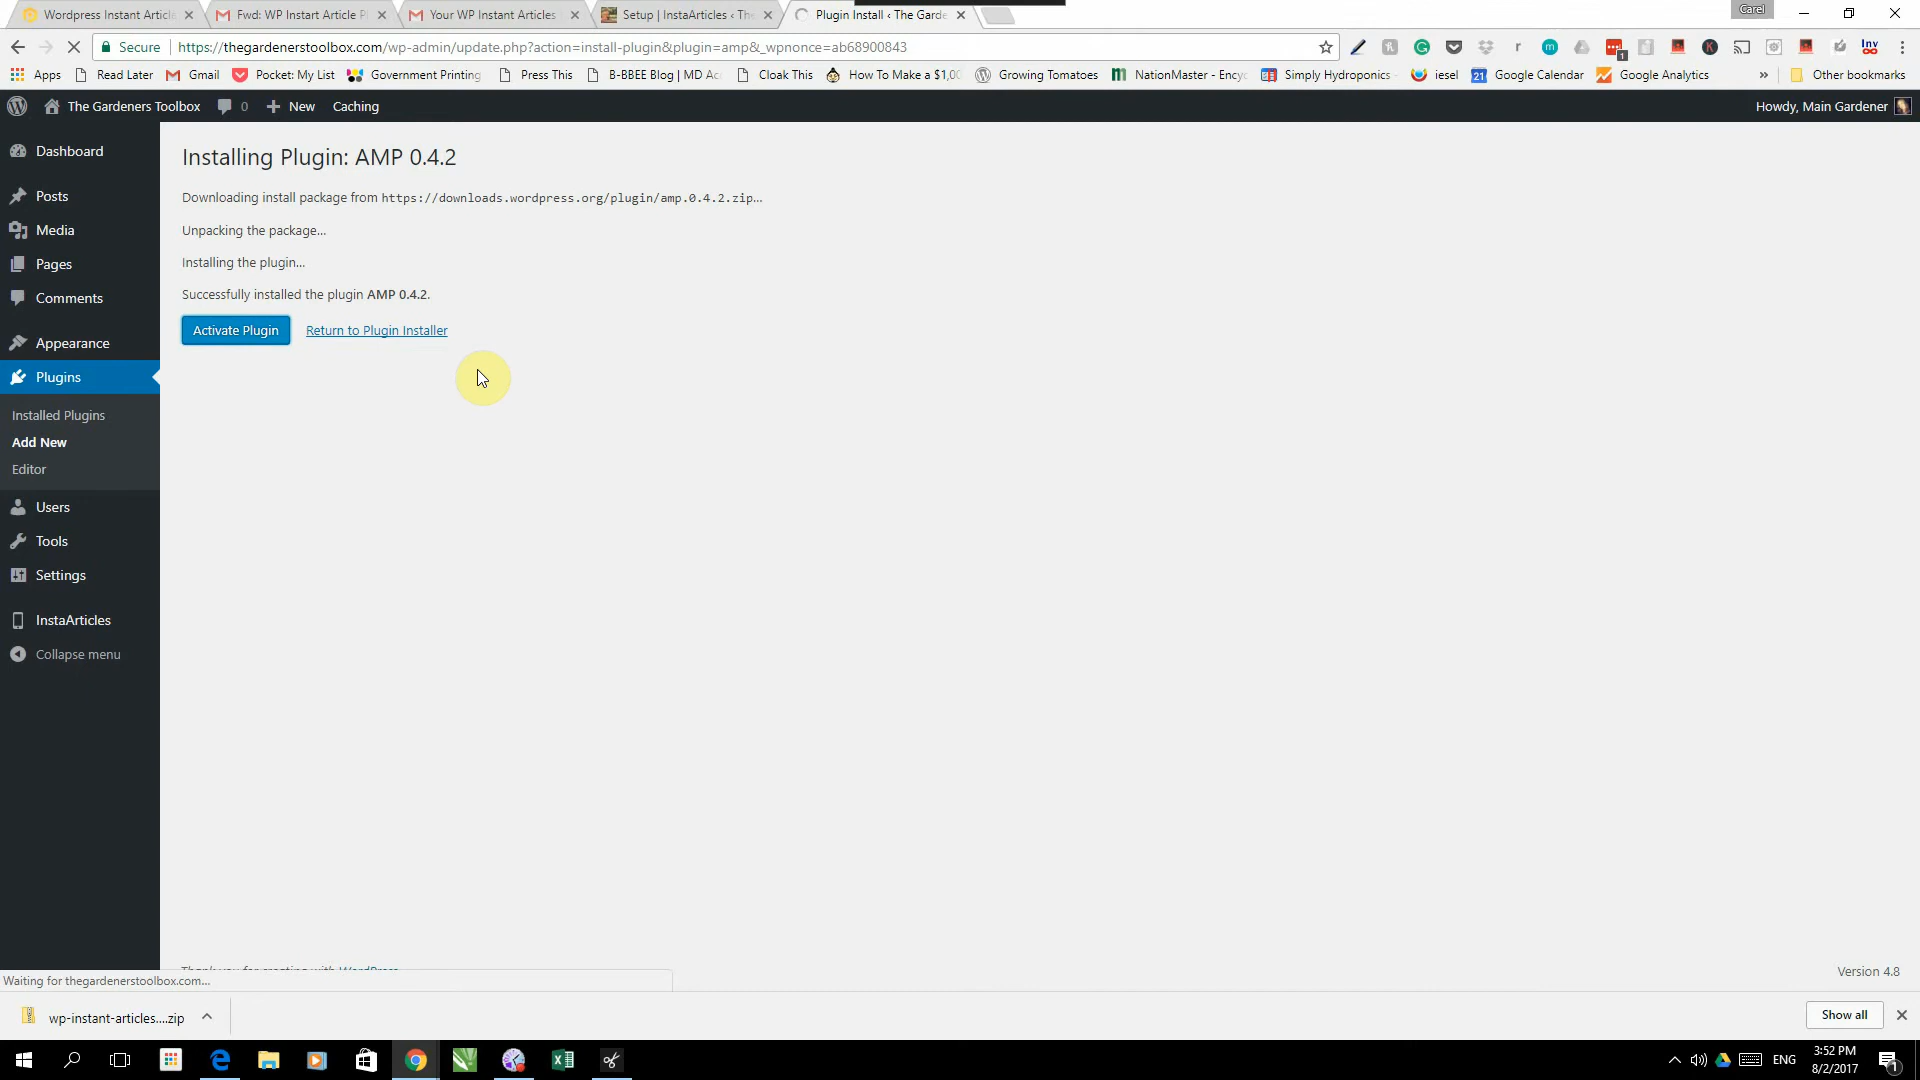 Wordpress Instant Articl
Fwd: WP Instart Article Pl
Your WP Instant Articles
Setup | InstaArticles ‹ The
Plugin Install ‹ The Garde
Carel
Secure
https://thegardenerstoolbox.com/wp-admin/update.php?action=install-plugin&plugin=amp&_wpnonce=ab68900843
Apps
Read Later
Gmail
Pocket: My List
Government Printing
Press This
B-BBEE Blog | MD Ac
Cloak This
How To Make a $1,00
Growing Tomatoes
NationMaster - Ency
Simply Hydroponics
iesel
21
Google Calendar
Google Analytics
»
Other bookmarks
The Gardeners Toolbox
0
New
Caching
Howdy, Main Gardener
Dashboard
Posts
Media
Pages
Comments
Appearance
Plugins
Installed Plugins
Add New
Editor
Users
Tools
Settings
InstaArticles
Collapse menu
Installing Plugin: AMP 0.4.2
Downloading install package from https://downloads.wordpress.org/plugin/amp.0.4.2.zip…
Unpacking the package…
Installing the plugin…
Successfully installed the plugin AMP 0.4.2.
Activate Plugin
Return to Plugin Installer
Thank you for creating with WordPress
Version 4.8
Waiting for thegardenerstoolbox.com...
wp-instant-articles....zip
Show all
ENG
3:52 PM
8/2/2017
1